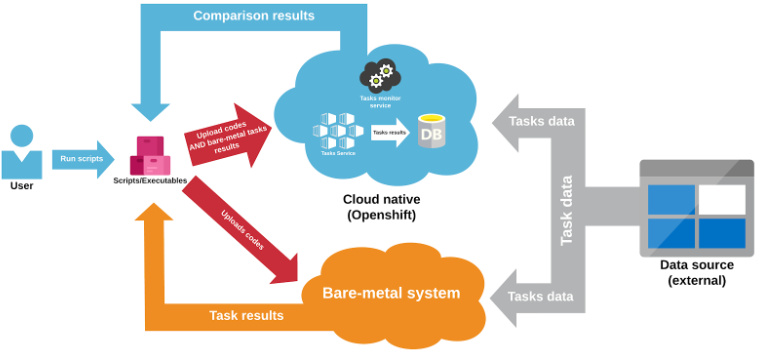 Comparison results
Tasks monitor
service
Upload codes
AND bare-metal tasks
results
Tasks data
Run scripts
Tasks results
DB
Tasks Service
User
Scripts/Executables
Cloud native
(Openshift)
Task data
Uploads codes
Data source
(external)
Bare-metal system
Tasks data
Task results